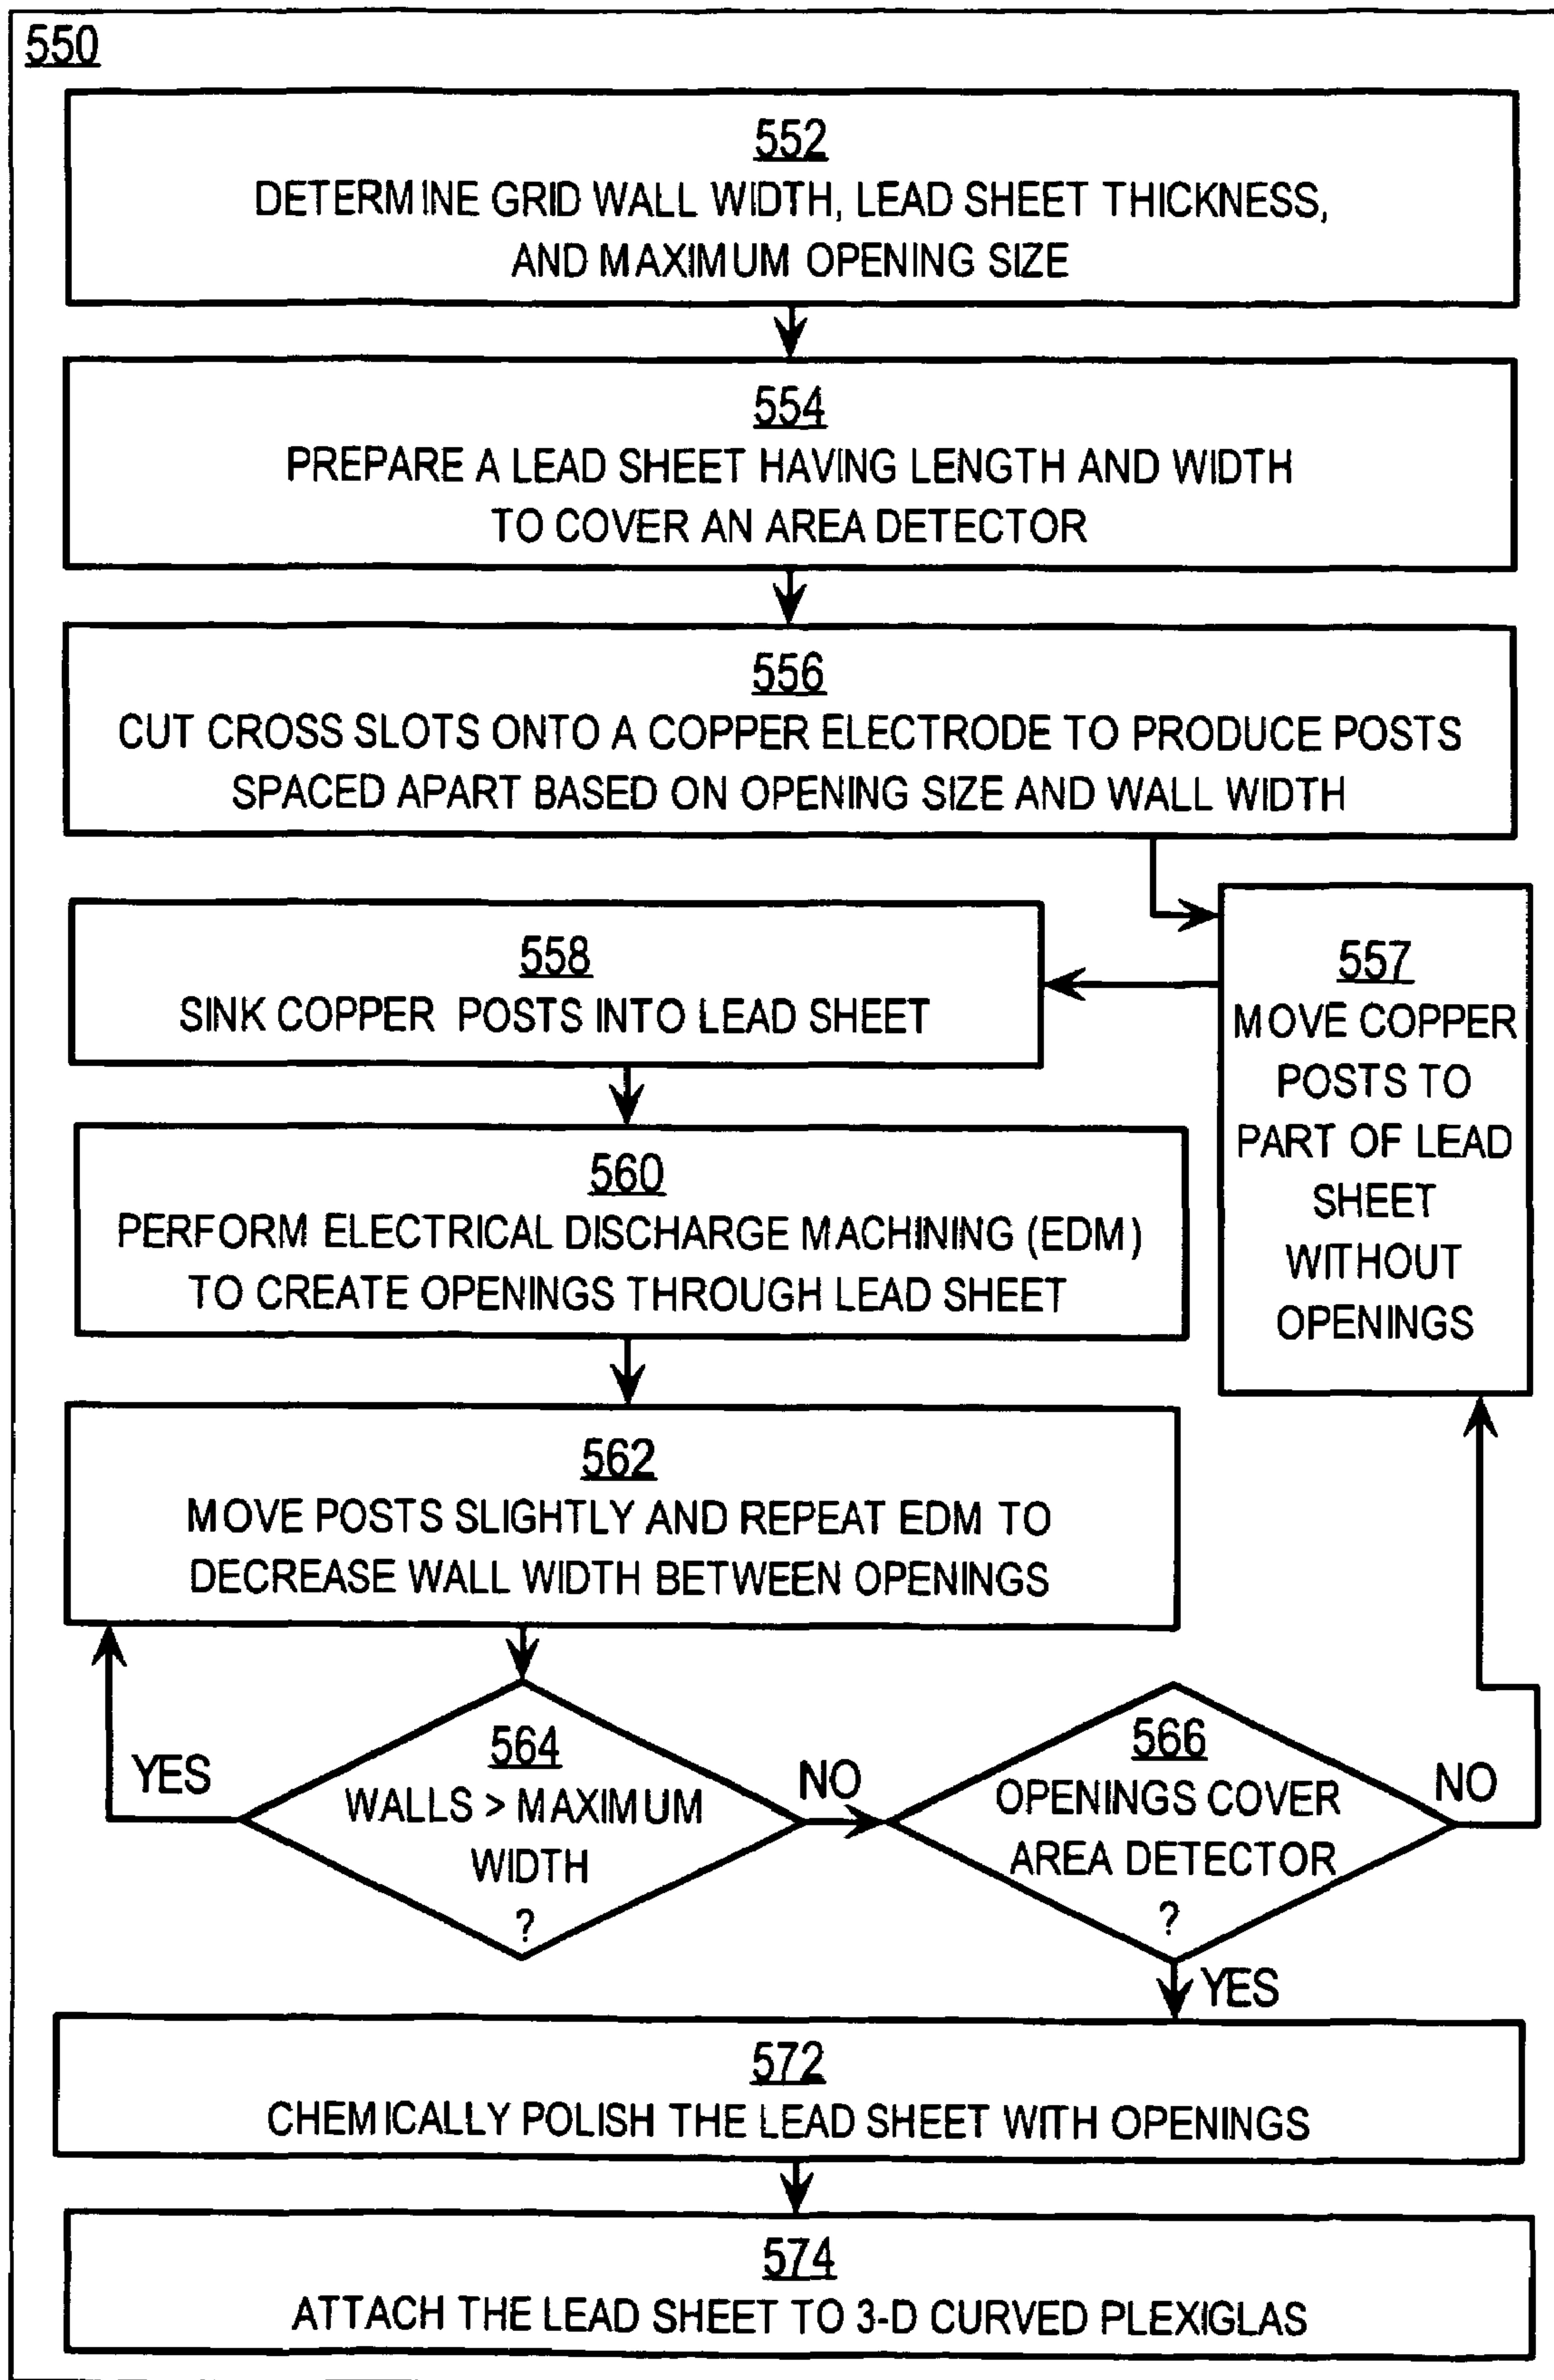 550
552
DETERMINE GRID WALL WIDTH, LEAD SHEET THICKNESS,
AND MAXIMUM OPENING SIZE
554
PREPARE A LEAD SHEET HAVING LENGTH AND WIDTH
TO COVER AN AREA DETECTOR
556
CUT CROSS SLOTS ONTO A COPPER ELECTRODE TO PRODUCE POSTS
SPACED APART BASED ON OPENING SIZE AND WALL WIDTH
557
MOVE COPPER
POSTS TO
PART OF LEAD
SHEET
WITHOUT
OPENINGS
558
SINK COPPER POSTS INTO LEAD SHEET
560
PERFORM ELECTRICAL DISCHARGE MACHINING (EDM)
TO CREATE OPENINGS THROUGH LEAD SHEET
562
MOVE POSTS SLIGHTLY AND REPEAT EDM TO
DECREASE WALL WIDTH BETWEEN OPENINGS
564
WALLS > MAXIMUM
WIDTH
?
YES
NO
566
OPENINGS COVER
AREA DETECTOR
?
NO
YES
572
CHEMICALLY POLISH THE LEAD SHEET WITH OPENINGS
574
ATTACH THE LEAD SHEET TO 3-D CURVED PLEXIGLAS